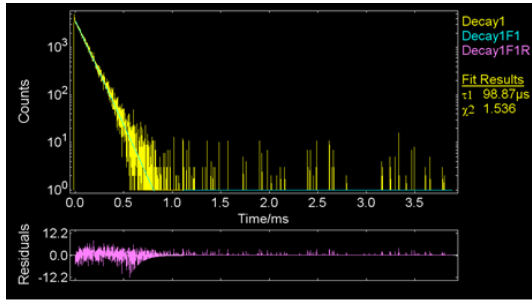 Decay1
Decay1F1
Decay1F1R
Fit Results
τ1 98.87µs
χ2 1.536
Counts
10³
10²
10¹
10⁰
0.0 0.5 1.0 1.5 2.0 2.5 3.0 3.5
Time/ms
Residuals
12.2
0.0
-12.2